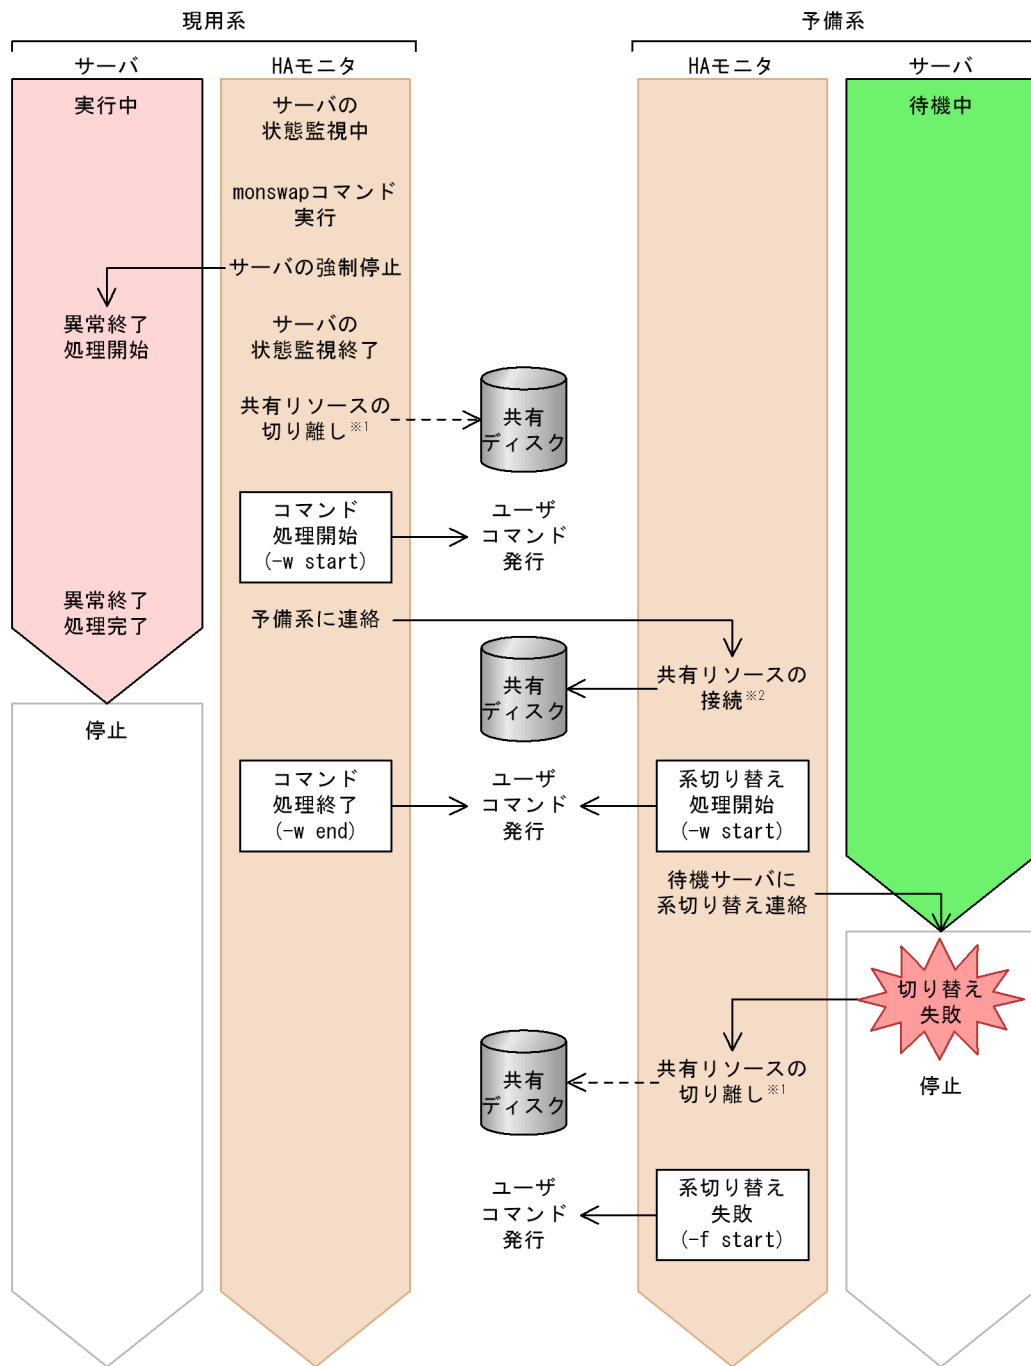 現用系
予備系
サーバ
HAモニタ
HAモニタ
サーバ
実行中
サーバの
状態監視中
待機中
monswapコマンド
実行
サーバの強制停止
異常終了
処理開始
サーバの
状態監視終了
共有リソースの
切り離し※1
共有
ディスク
コマンド
処理開始
(-w start)
ユーザ
コマンド
発行
異常終了
処理完了
予備系に連絡
共有
ディスク
共有リソースの
接続※2
停止
コマンド
処理終了
(-w end)
ユーザ
コマンド
発行
系切り替え
処理開始
(-w start)
待機サーバに
系切り替え連絡
切り替え
失敗
共有
ディスク
共有リソースの
切り離し※1
停止
ユーザ
コマンド
発行
系切り替え
失敗
(-f start)